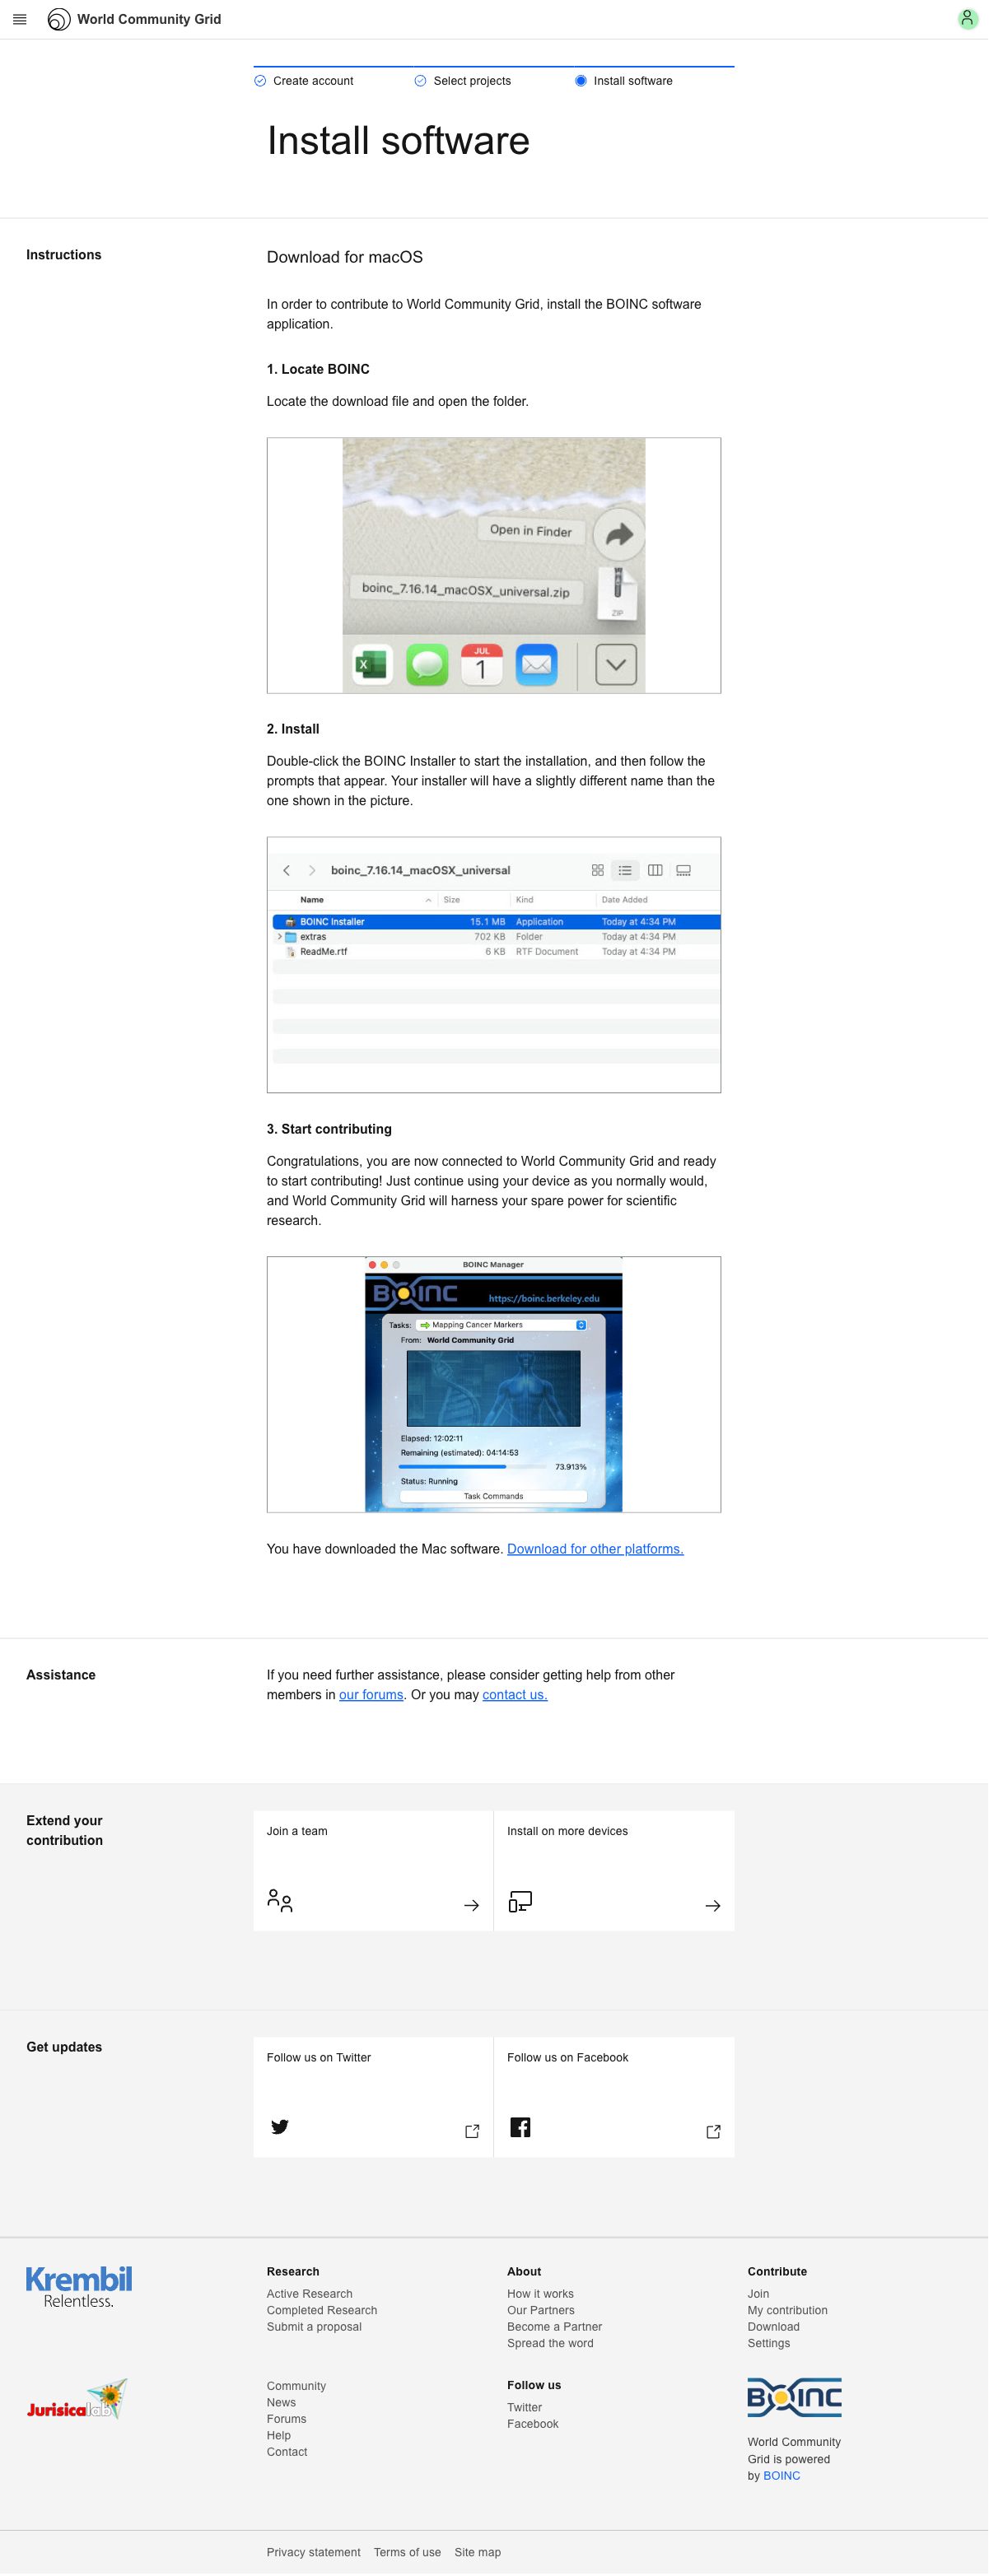 World Community Grid
Create account
Select projects
Install software
Install software
Instructions
Download for macOS
In order to contribute to World Community Grid, install the BOINC software
application.
1. Locate BOINC
Locate the download file and open the folder.
Open in Finder
boinc_7.16.14_macOSX_universal.zip
ZIP
JUL
1
2. Install
Double-click the BOINC Installer to start the installation, and then follow the
prompts that appear. Your installer will have a slightly different name than the
one shown in the picture.
boinc_7.16.14_macOSX_universal
Name Size Kind Date Added
BOINC Installer 15.1 MB Application Today at 4:34 PM
extras 702 KB Folder Today at 4:34 PM
ReadMe.rtf 6 KB RTF Document Today at 4:34 PM
3. Start contributing
Congratulations, you are now connected to World Community Grid and ready
to start contributing! Just continue using your device as you normally would,
and World Community Grid will harness your spare power for scientific
research.
BOINC Manager
BOINC https://boinc.berkeley.edu
Tasks: Mapping Cancer Markers
From: World Community Grid
Elapsed: 12:02:11
Remaining (estimated): 04:14:53
73.913%
Status: Running
Task Commands
You have downloaded the Mac software. Download for other platforms.
Assistance
If you need further assistance, please consider getting help from other
members in our forums. Or you may contact us.
Extend your
contribution
Join a team
Install on more devices
Get updates
Follow us on Twitter
Follow us on Facebook
Krembil
Relentless.
Research
Active Research
Completed Research
Submit a proposal
About
How it works
Our Partners
Become a Partner
Spread the word
Contribute
Join
My contribution
Download
Settings
Jurisicalab
Community
News
Forums
Help
Contact
Follow us
Twitter
Facebook
BOINC
World Community
Grid is powered
by BOINC
Privacy statement Terms of use Site map